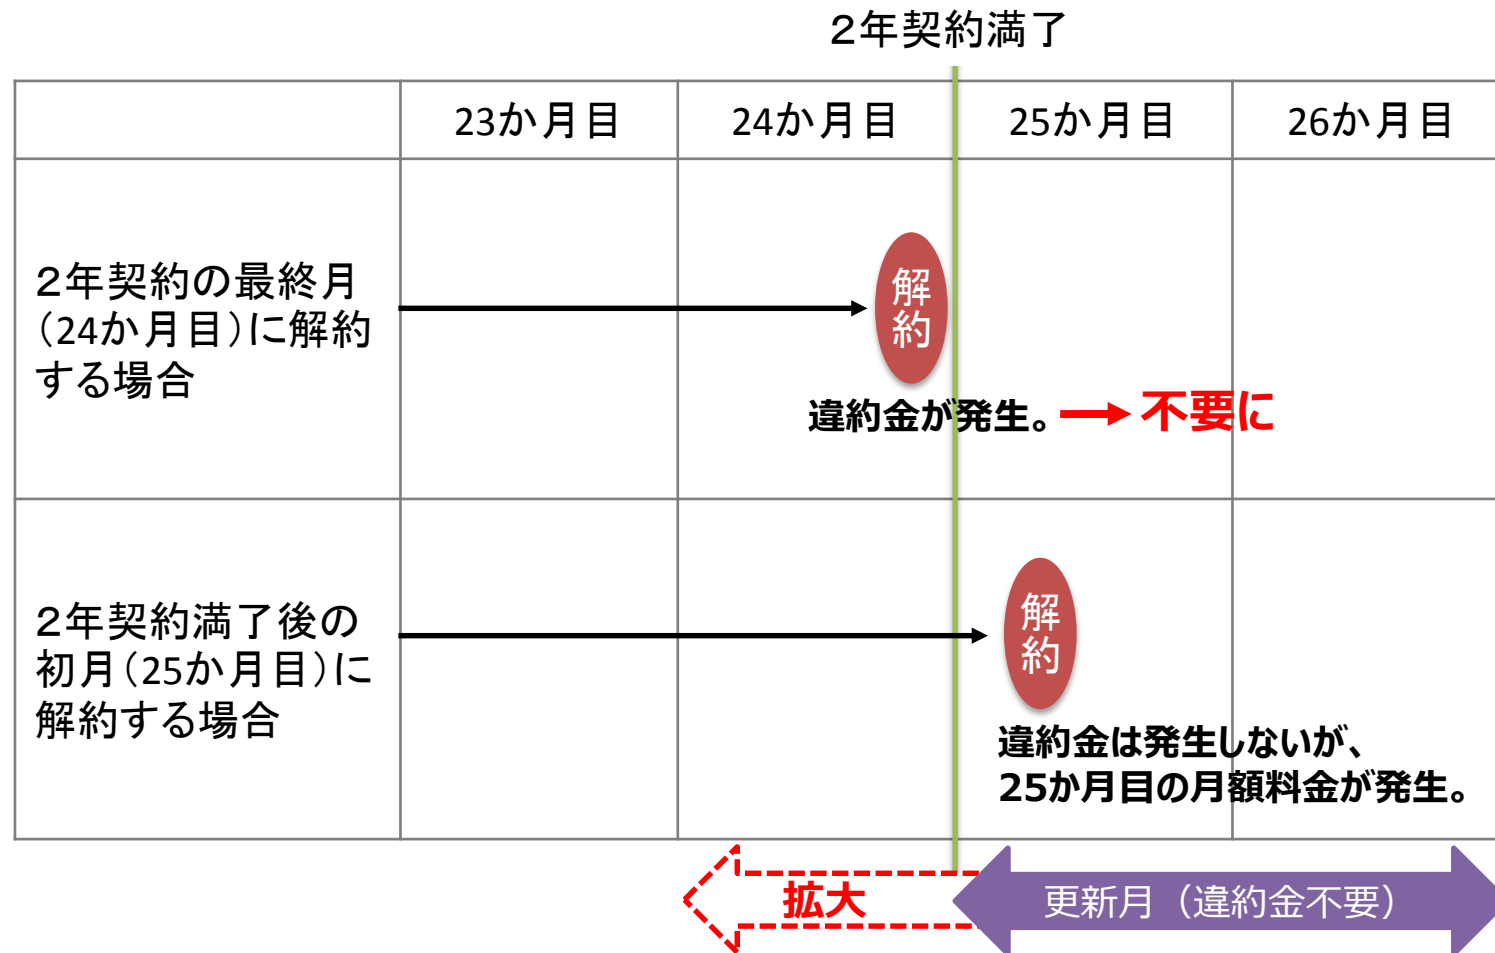 ２年契約満了
23か月目
24か月目
25か月目
26か月目
２年契約の最終月
（24か月目）に解約
する場合
解約
違約金が発生。
不要に
２年契約満了後の
初月（25か月目）に
解約する場合
解約
違約金は発生しないが、
25か月目の月額料金が発生。
拡大
更新月（違約金不要）